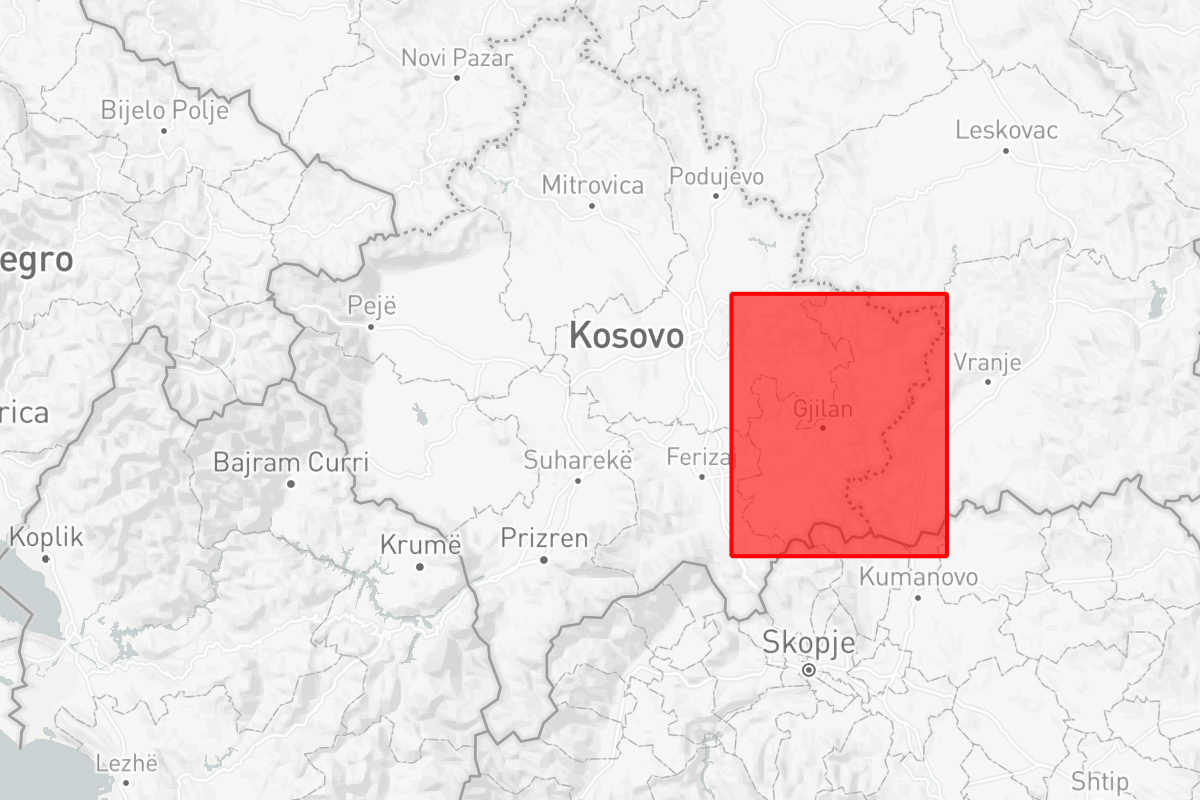 Novi Pazar
Bijelo Polje
Leskovac
Mitrovica
Podujevo
egro
Pejë
Kosovo
Vranje
rica
Gjilan
Bajram Curri
Suharekë
Ferizaj
Koplik
Krumë
Prizren
Kumanovo
Skopje
Lezhë
Shtip